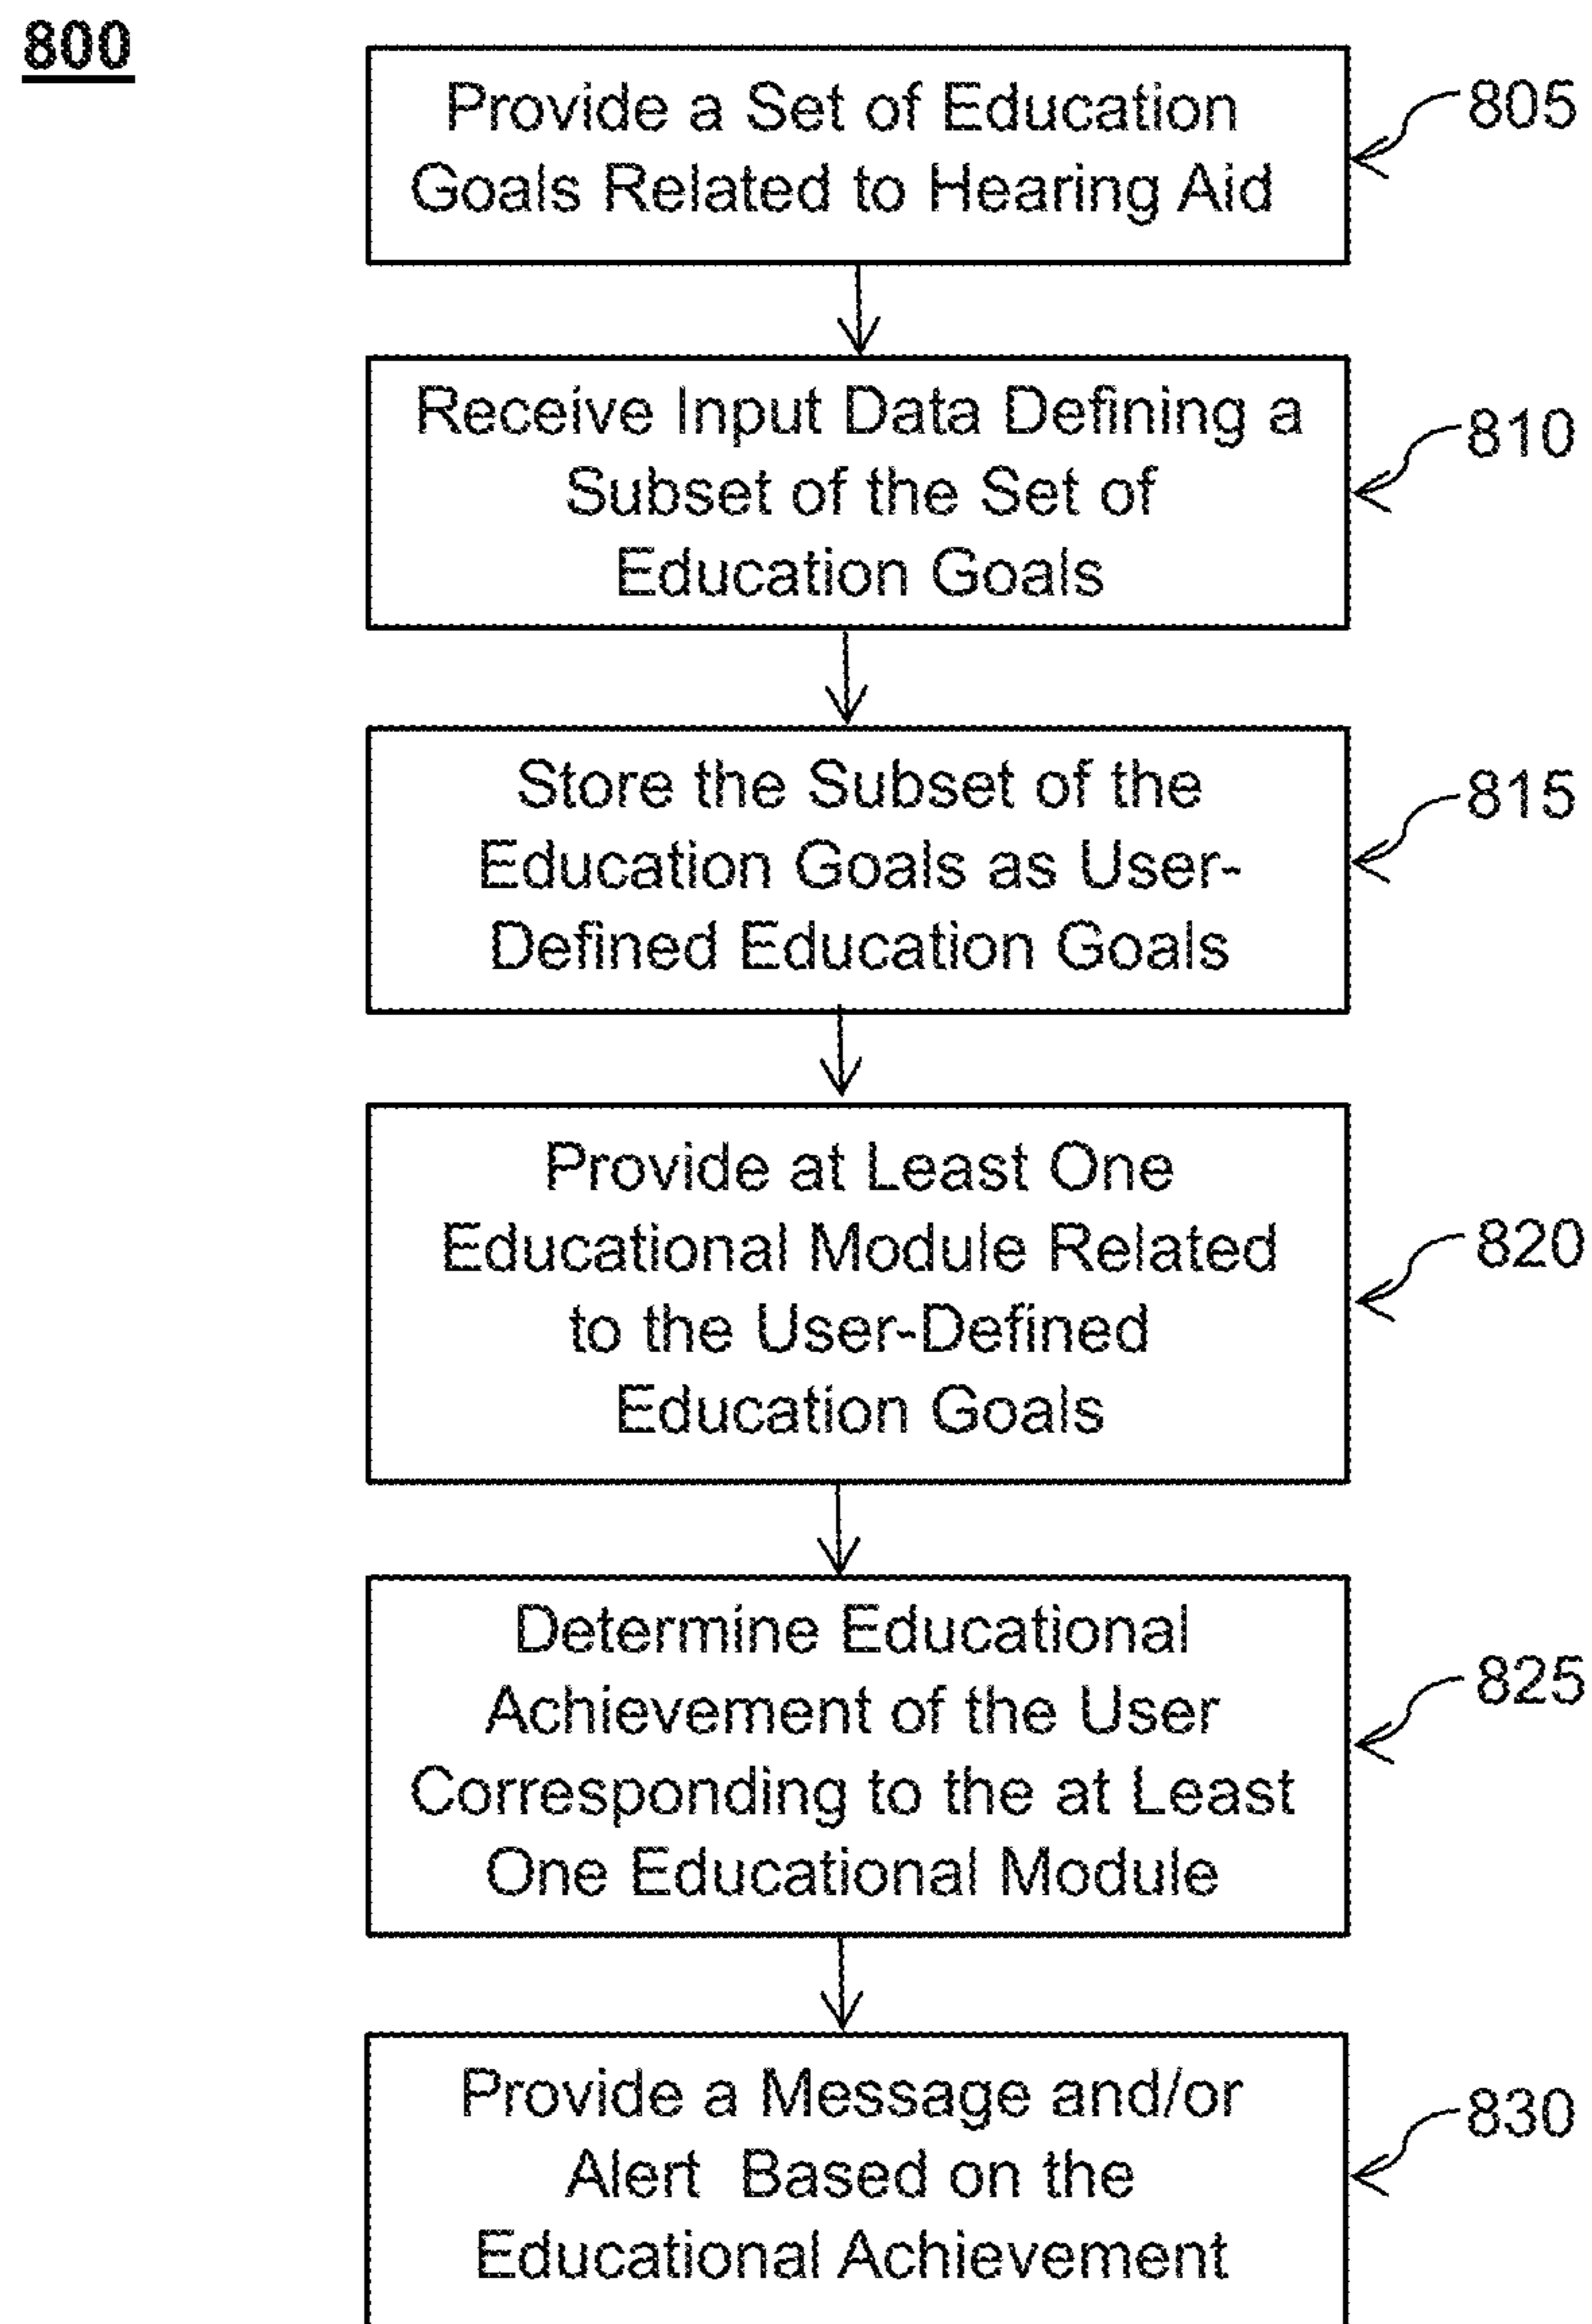 800
Provide a Set of Education
Goals Related to Hearing Aid
805
Receive Input Data Defining a
Subset of the Set of
Education Goals
810
Store the Subset of the
Education Goals as User-
Defined Education Goals
815
Provide at Least One
Educational Module Related
to the User-Defined
Education Goals
820
Determine Educational
Achievement of the User
Corresponding to the at Least
One Educational Module
825
Provide a Message and/or
Alert Based on the
Educational Achievement
830